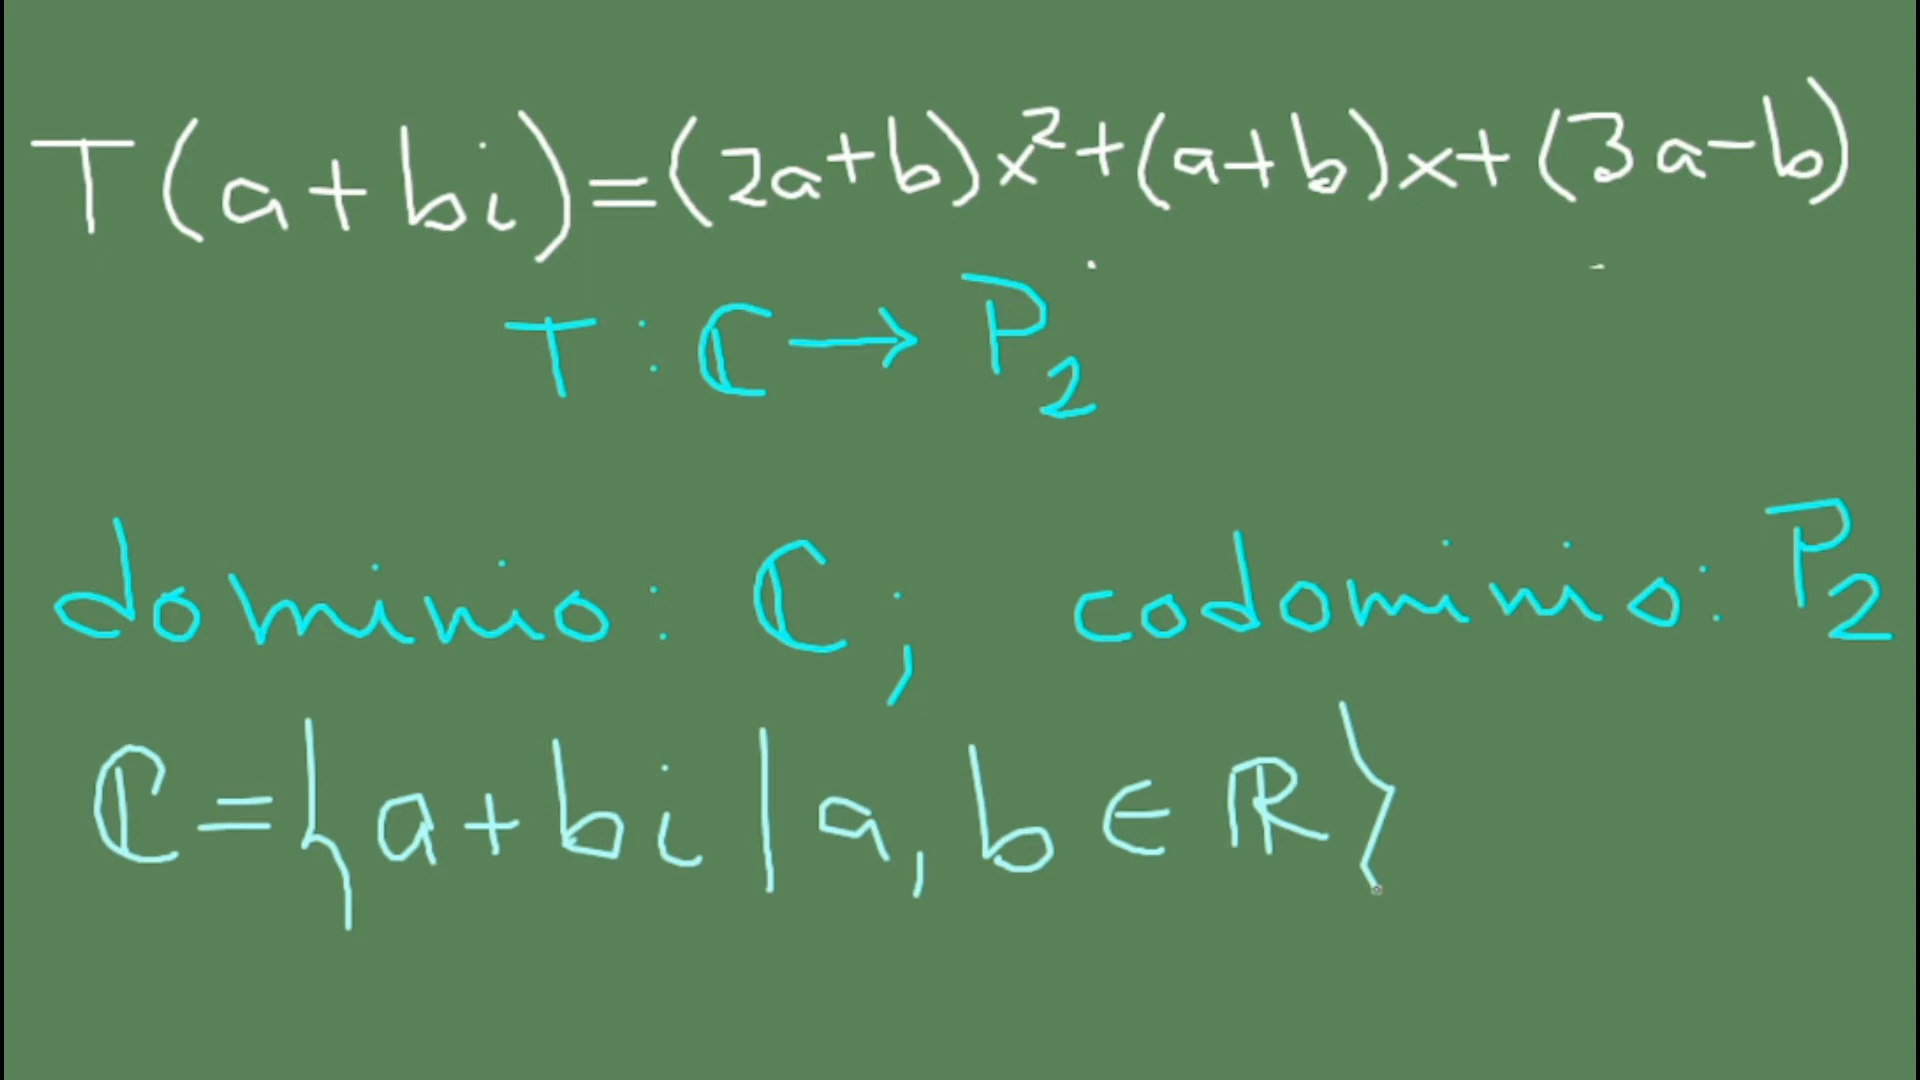 T(a+bi)=(2a+b)x²+(a+b)x+(3a-b)
T:ℂ→P₂
dominio: ℂ; codominio: P₂
ℂ={a+bi|a,b∈ℝ}